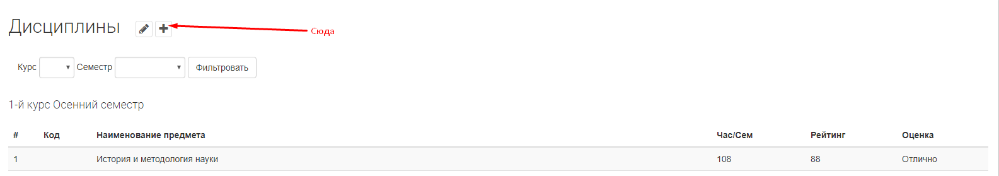 Дисциплины
Сюда
Курс Семестр Фильтровать
1-й курс Осенний семестр
# Код Наименование предмета Час/Сем Рейтинг Оценка
1 История и методология науки 108 88 Отлично